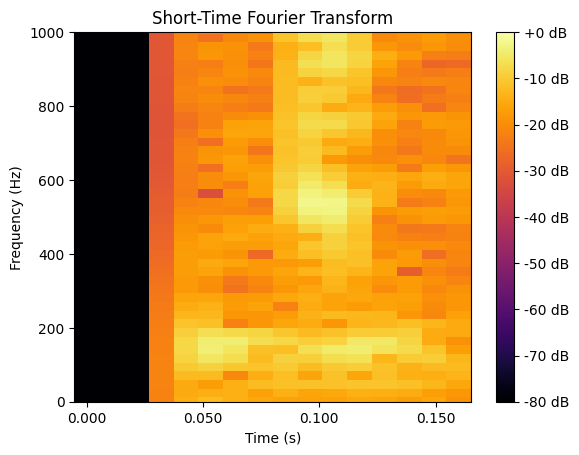 Short-Time Fourier Transform
1000
800
600
400
200
0
Frequency (Hz)
0.000
0.050
0.100
0.150
Time (s)
+0 dB
-10 dB
-20 dB
-30 dB
-40 dB
-50 dB
-60 dB
-70 dB
-80 dB